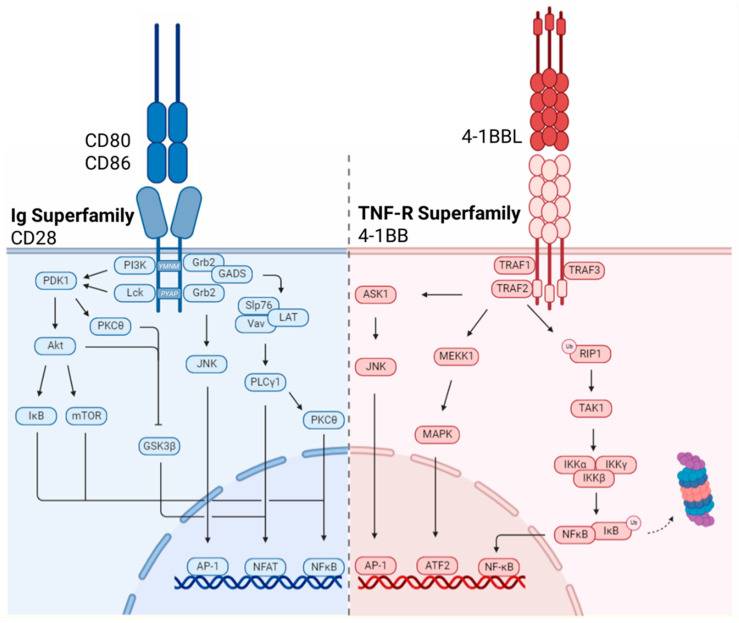 CD80
CD86
4-1BBL
Ig Superfamily
CD28
TNF-R Superfamily
4-1BB
PI3K
YMNM
Grb2
GADS
PDK1
Lck
PYAP
Grb2
Slp76
LAT
Vav
PKCθ
Akt
JNK
PLCγ1
IκB
mTOR
PKCθ
GSK3β
AP-1
NFAT
NFκB
TRAF1
TRAF3
TRAF2
ASK1
Ub
RIP1
MEKK1
JNK
TAK1
MAPK
IKKα
IKKγ
IKKβ
Ub
NFκB
IκB
AP-1
ATF2
NF-κB